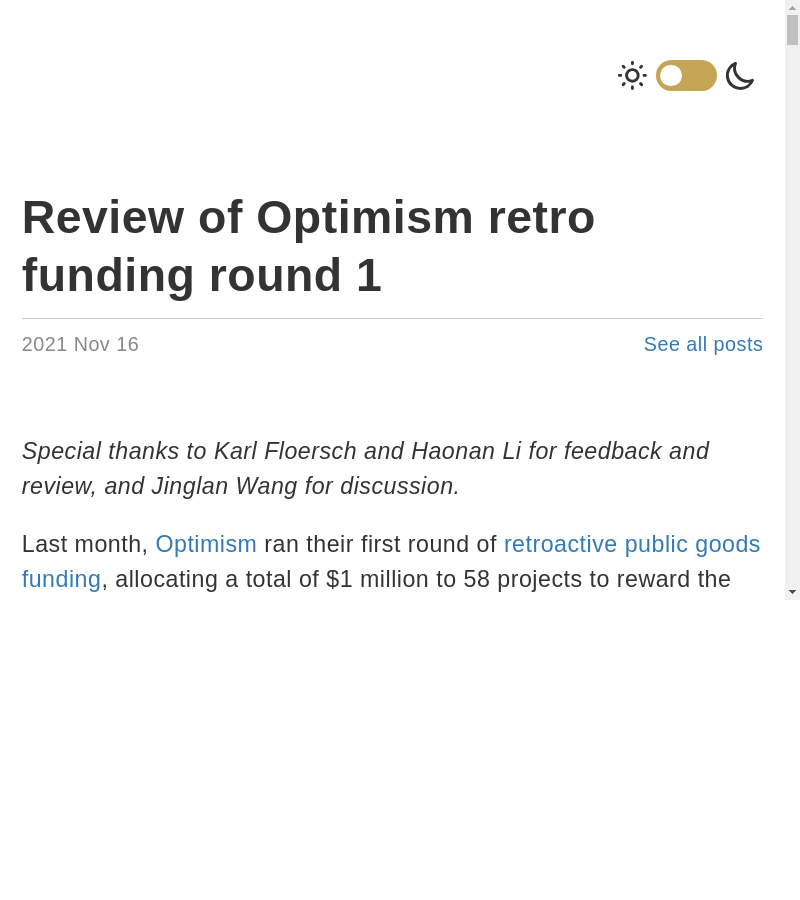 Review of Optimism retro
funding round 1
2021 Nov 16
See all posts
Special thanks to Karl Floersch and Haonan Li for feedback and
review, and Jinglan Wang for discussion.
Last month, Optimism ran their first round of retroactive public goods
funding, allocating a total of $1 million to 58 projects to reward the